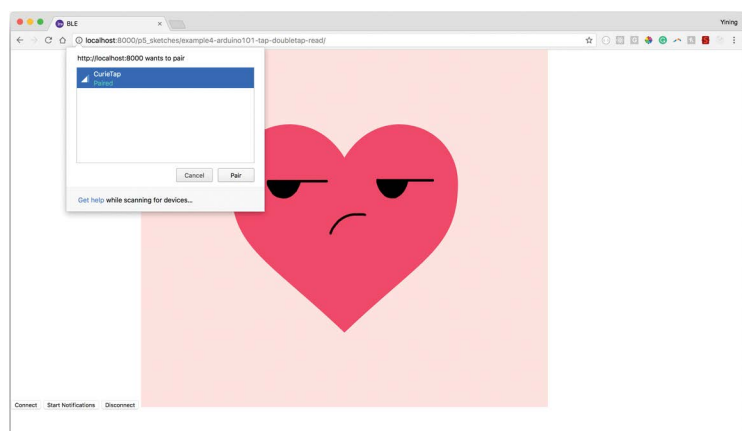 BLE
Yining
localhost:8000/p5_sketches/example4-arduino101-tap-doubletap-read/
http://localhost:8000 wants to pair
CurieTap
Paired
Cancel Pair
Get help while scanning for devices...
Connect Start Notifications Disconnect